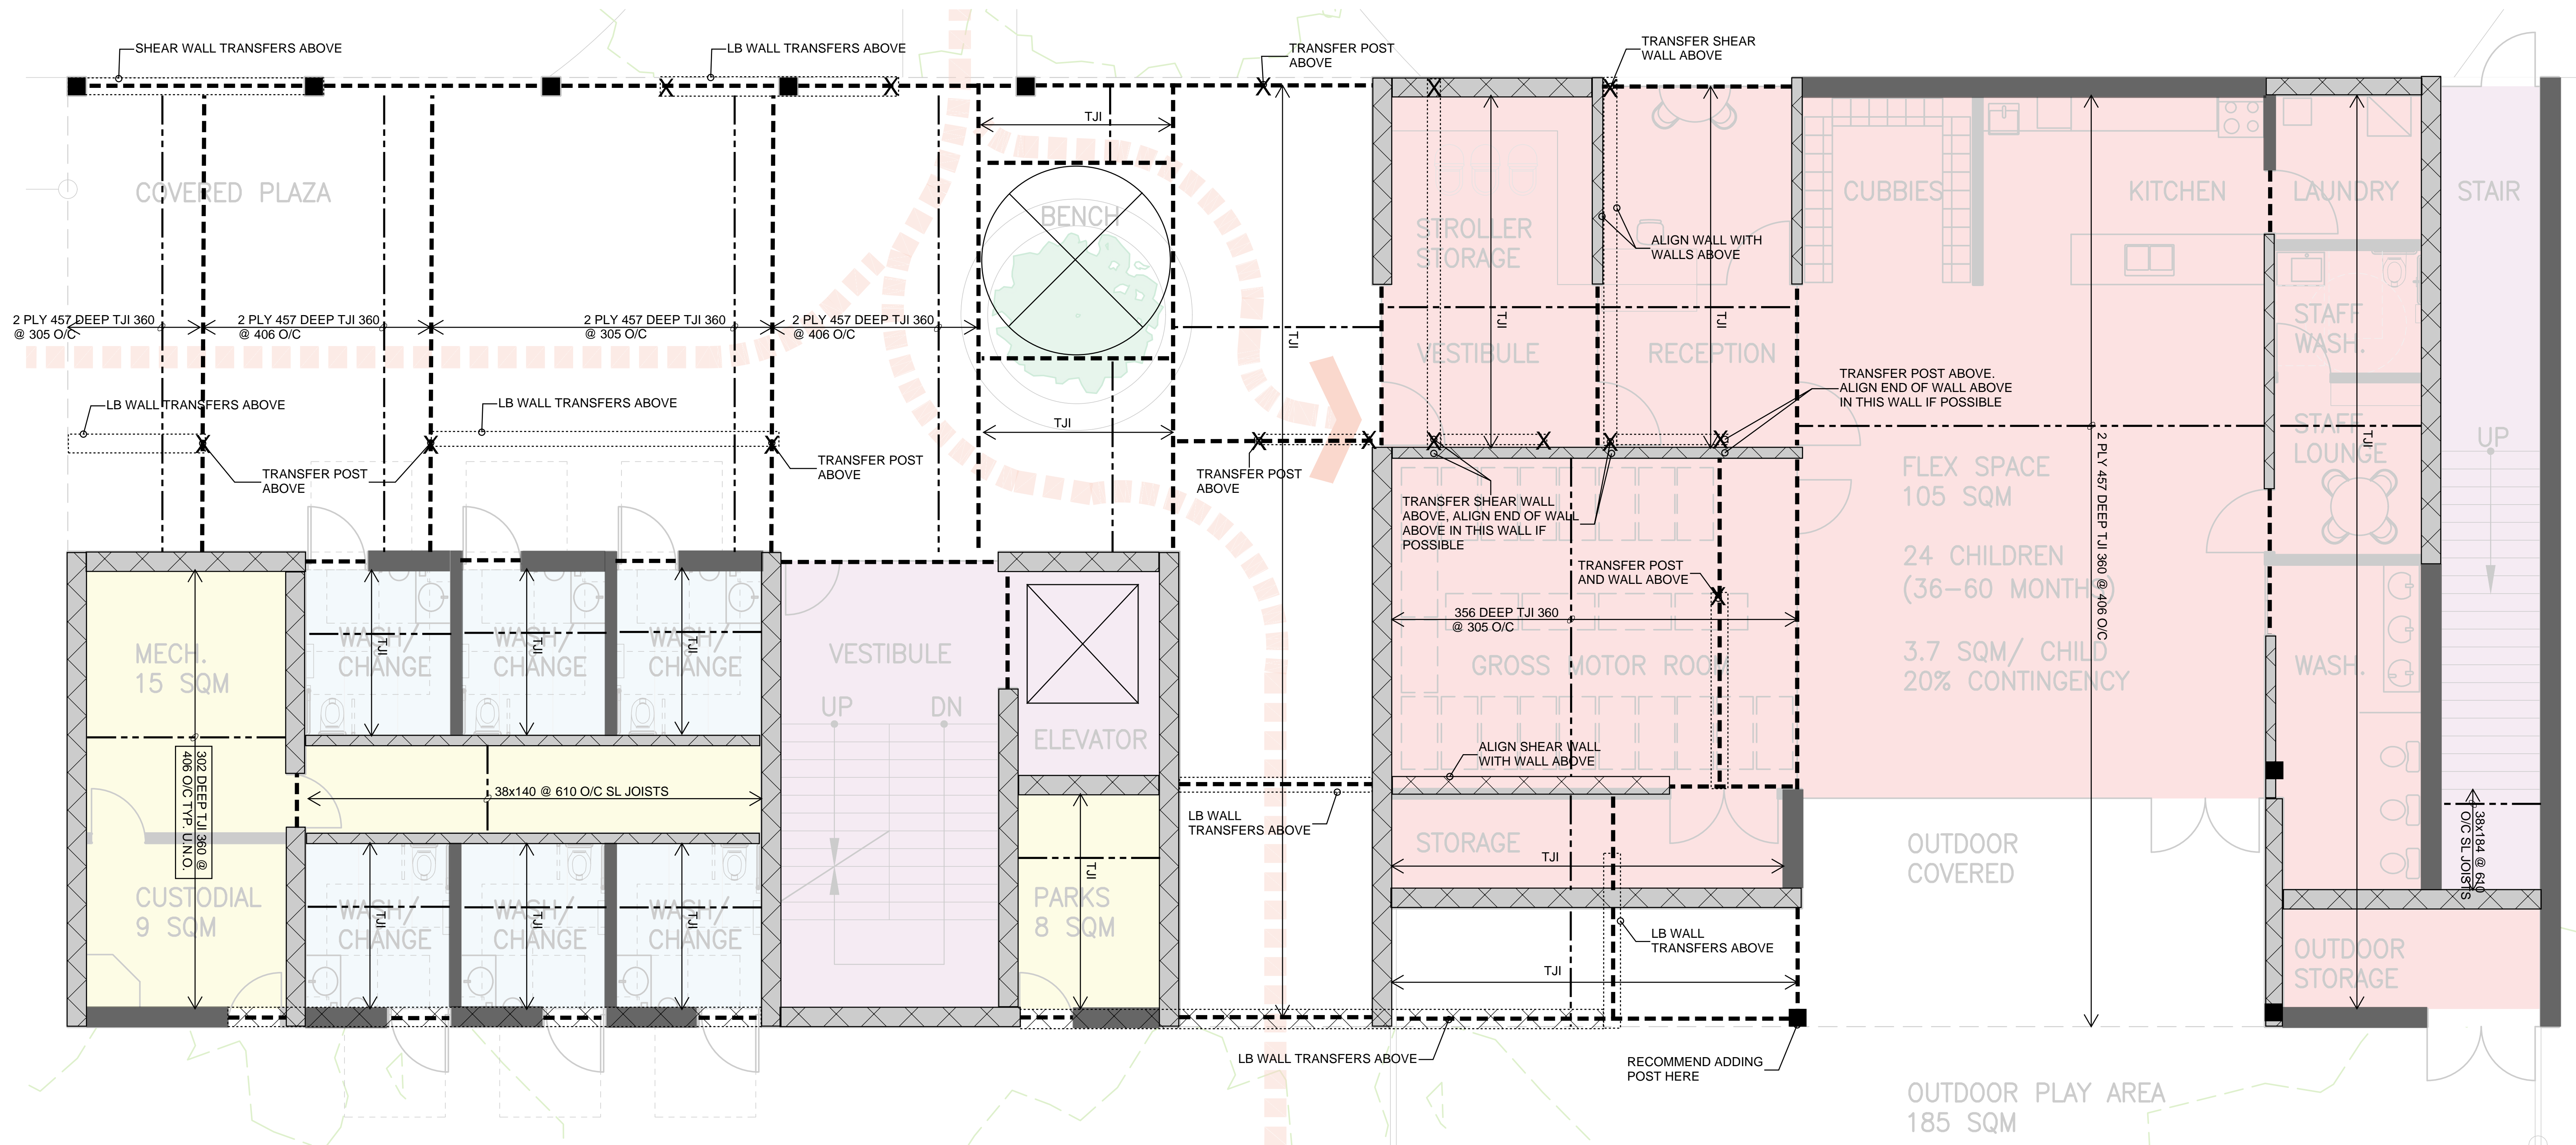 SHEAR WALL TRANSFERS ABOVE
LB WALL TRANSFERS ABOVE
TRANSFER POST
ABOVE
TRANSFER SHEAR
WALL ABOVE
TJI
COVERED PLAZA
BENCH
STROLLER
STORAGE
ALIGN WALL WITH
WALLS ABOVE
CUBBIES
KITCHEN
LAUNDRY
STAIR
2 PLY 457 DEEP TJI 360
@ 305 O/C
2 PLY 457 DEEP TJI 360
@ 406 O/C
2 PLY 457 DEEP TJI 360
@ 305 O/C
2 PLY 457 DEEP TJI 360
@ 406 O/C
TJI
TJI
TJI
VESTIBULE
RECEPTION
STAFF
WASH.
TRANSFER POST ABOVE.
ALIGN END OF WALL ABOVE
IN THIS WALL IF POSSIBLE
LB WALL TRANSFERS ABOVE
LB WALL TRANSFERS ABOVE
TJI
STAFF
LOUNGE
TJI
UP
TRANSFER POST
ABOVE
TRANSFER POST
ABOVE
TRANSFER POST
ABOVE
TRANSFER SHEAR WALL
ABOVE, ALIGN END OF WALL
ABOVE IN THIS WALL IF
POSSIBLE
FLEX SPACE
105 SQM
24 CHILDREN
(36-60 MONTHS)
3.7 SQM/ CHILD
20% CONTINGENCY
2 PLY 457 DEEP TJI 360 @ 406 O/C
TRANSFER POST
AND WALL ABOVE
356 DEEP TJI 360
@ 305 O/C
MECH.
15 SQM
WASH/
CHANGE
TJI
WASH/
CHANGE
TJI
WASH/
CHANGE
TJI
VESTIBULE
UP
DN
ELEVATOR
GROSS MOTOR ROOM
WASH.
302 DEEP TJI 360 @
406 O/C TYP. U.N.O.
38x140 @ 610 O/C SL JOISTS
ALIGN SHEAR WALL
WITH WALL ABOVE
LB WALL
TRANSFERS ABOVE
STORAGE
TJI
OUTDOOR
COVERED
38x184 @ 610
O/C SL JOISTS
CUSTODIAL
9 SQM
WASH/
CHANGE
TJI
WASH/
CHANGE
TJI
WASH/
CHANGE
TJI
PARKS
8 SQM
TJI
LB WALL
TRANSFERS ABOVE
TJI
OUTDOOR
STORAGE
LB WALL TRANSFERS ABOVE
RECOMMEND ADDING
POST HERE
OUTDOOR PLAY AREA
185 SQM